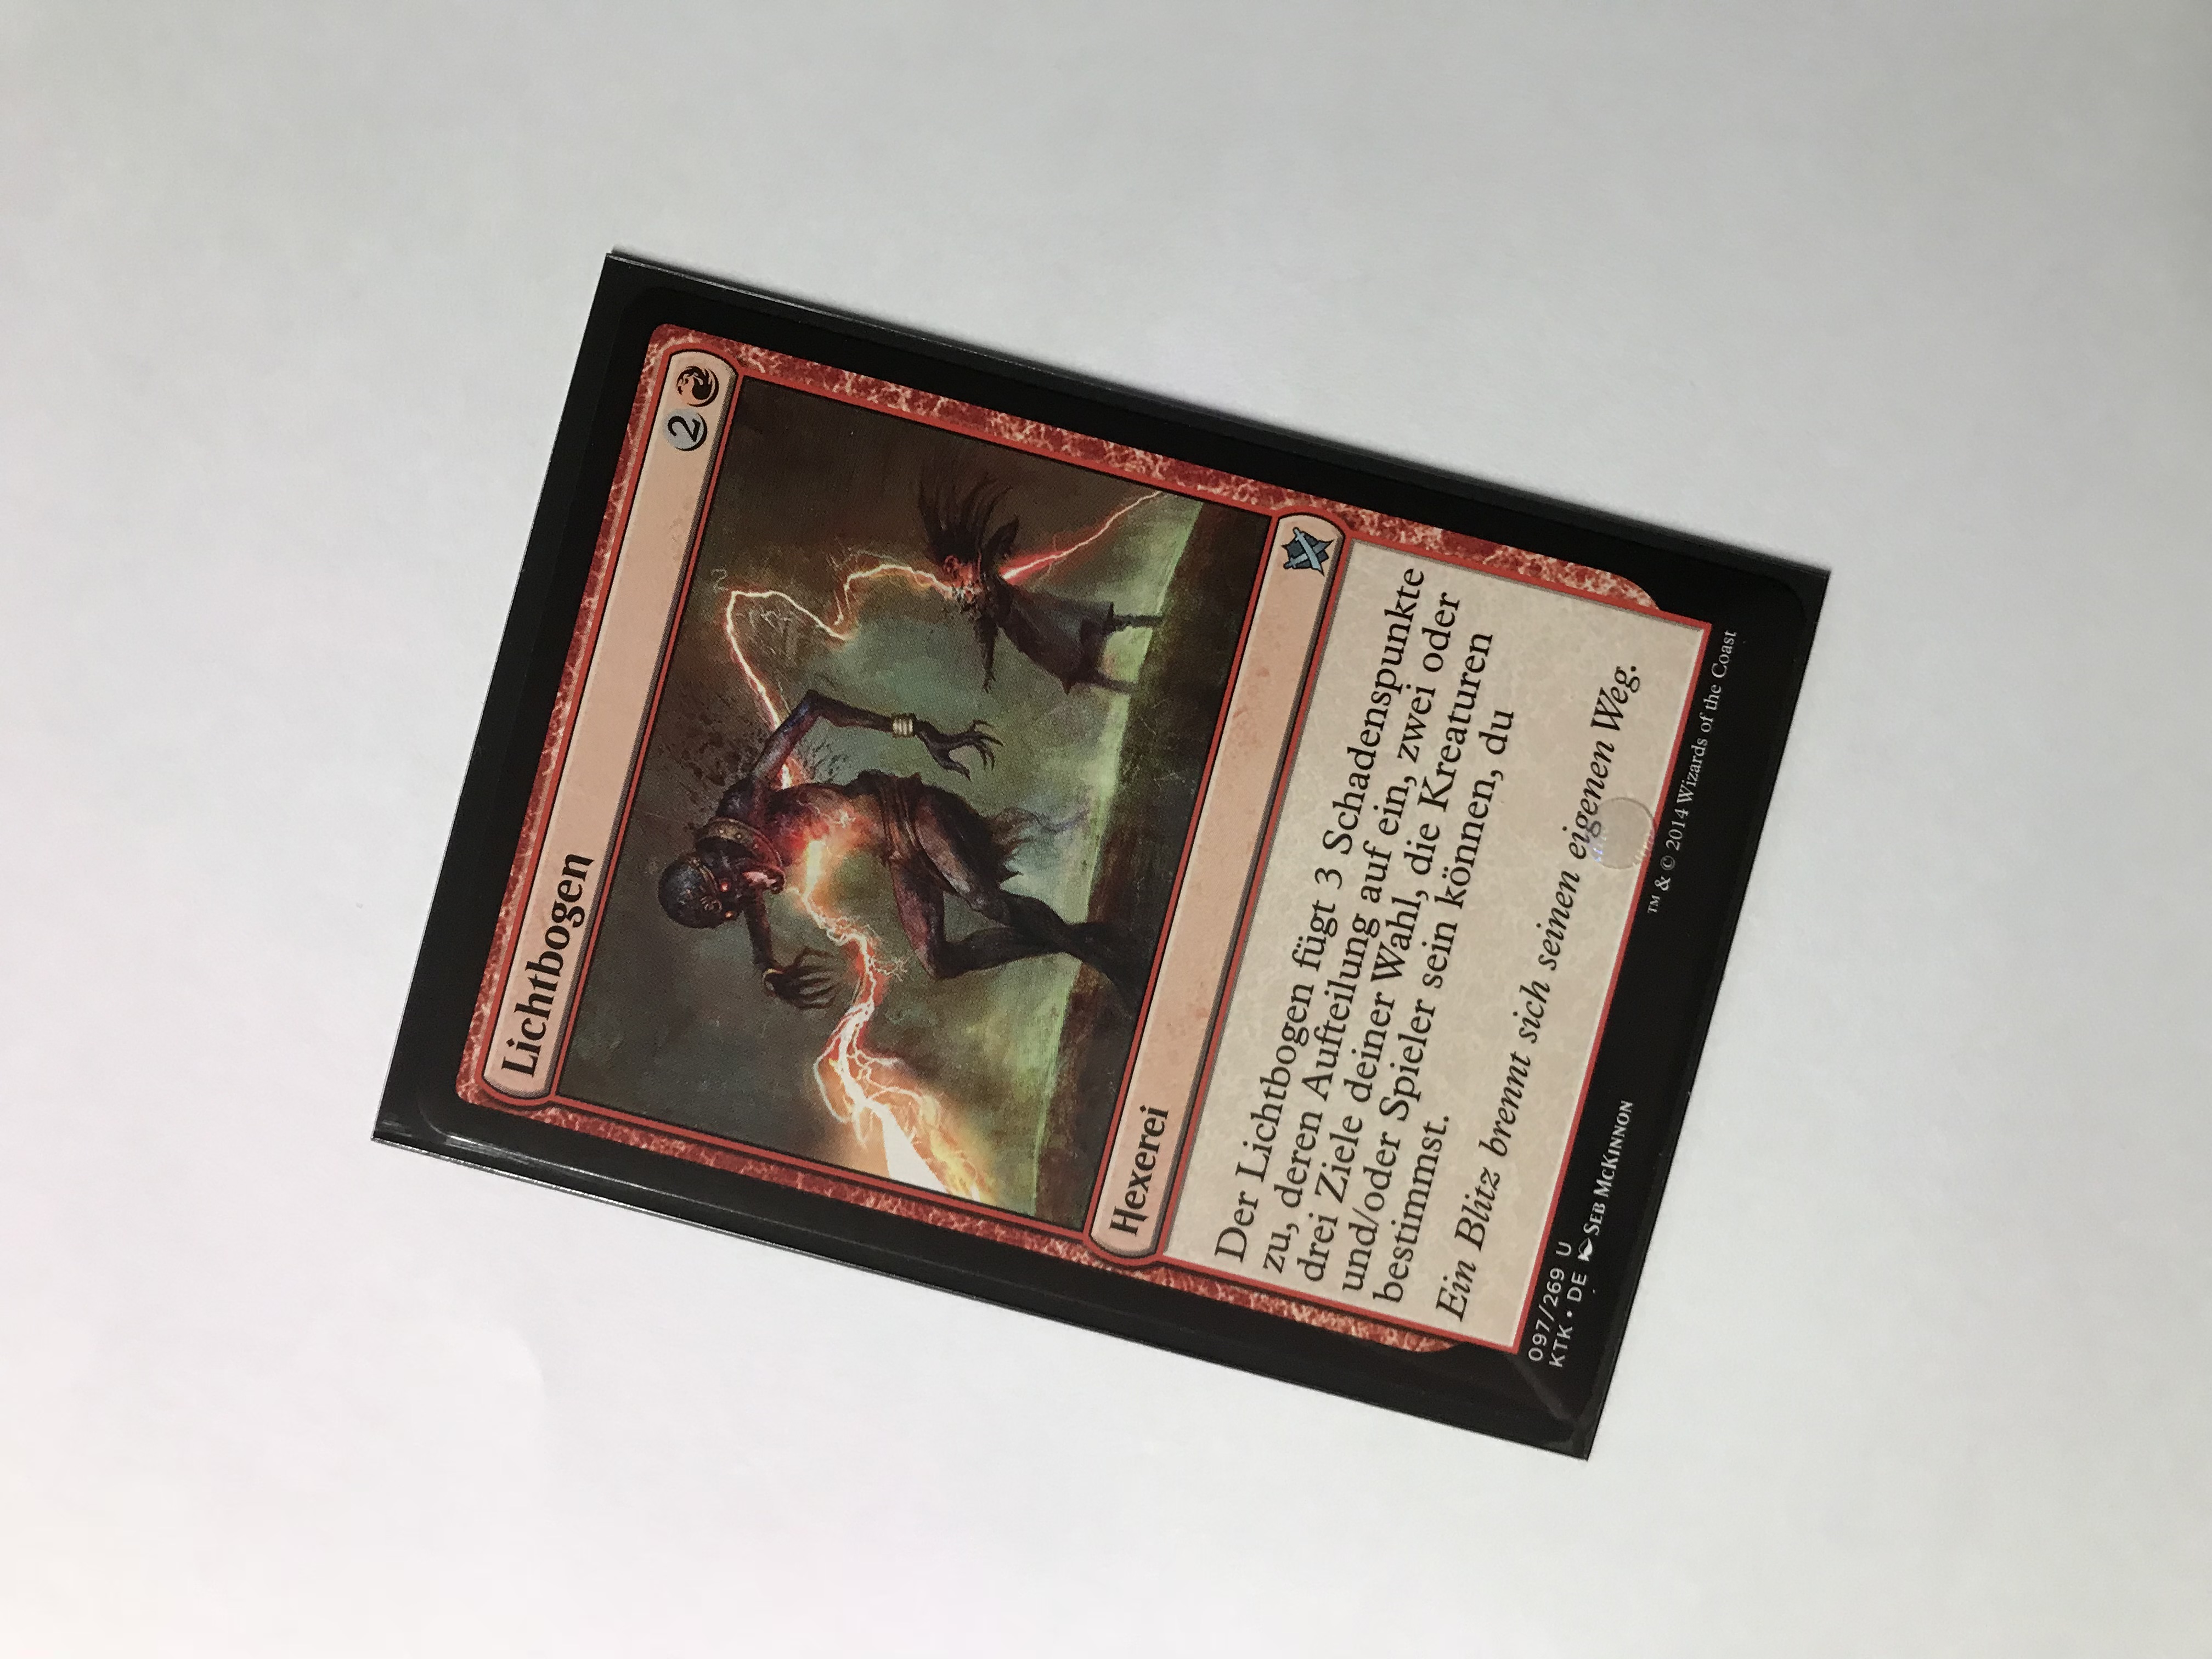 Lichtbogen 2
Hexerei
Der Lichtbogen fügt 3 Schadenspunkte
zu, deren Aufteilung auf ein, zwei oder
drei Ziele deiner Wahl, die Kreaturen
und/oder Spieler sein können, du
bestimmst.
Ein Blitz brennt sich seinen eigenen Weg.
097/269 U
KTK • DE SEB MCKINNON
™ & © 2014 Wizards of the Coast